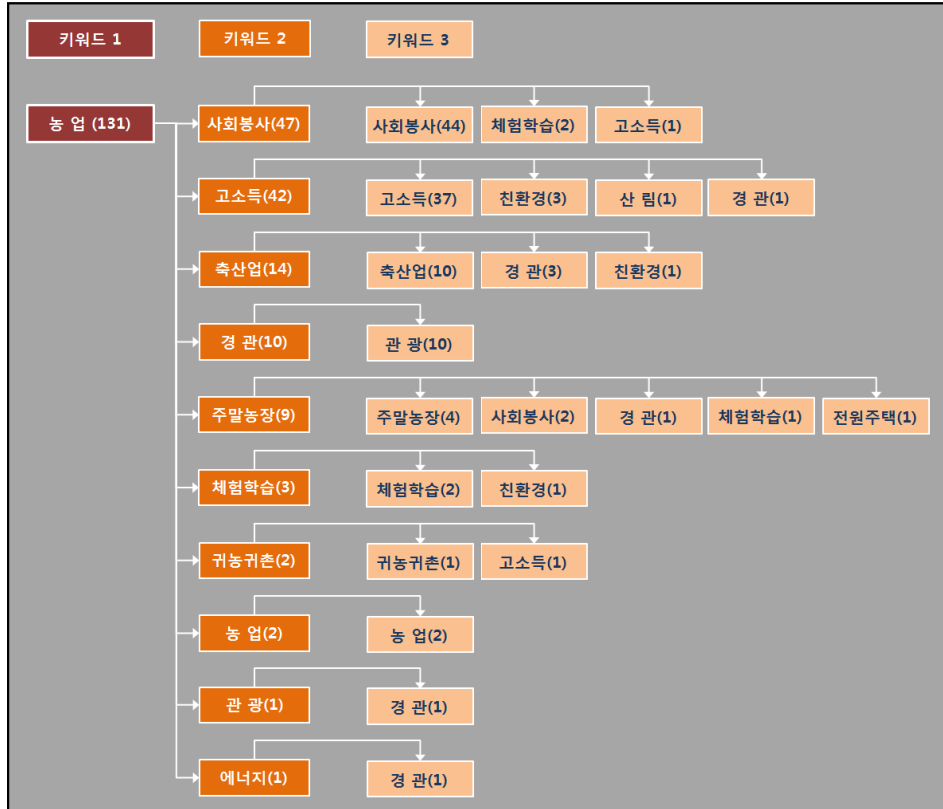 키워드 1 키워드 2 키워드 3
농 업 (131) 사회봉사(47) 사회봉사(44) 체험학습(2) 고소득(1)
고소득(42) 고소득(37) 친환경(3) 산 림(1) 경 관(1)
축산업(14) 축산업(10) 경 관(3) 친환경(1)
경 관(10) 관 광(10)
주말농장(9) 주말농장(4) 사회봉사(2) 경 관(1) 체험학습(1) 전원주택(1)
체험학습(3) 체험학습(2) 친환경(1)
귀농귀촌(2) 귀농귀촌(1) 고소득(1)
농 업(2) 농 업(2)
관 광(1) 경 관(1)
에너지(1) 경 관(1)